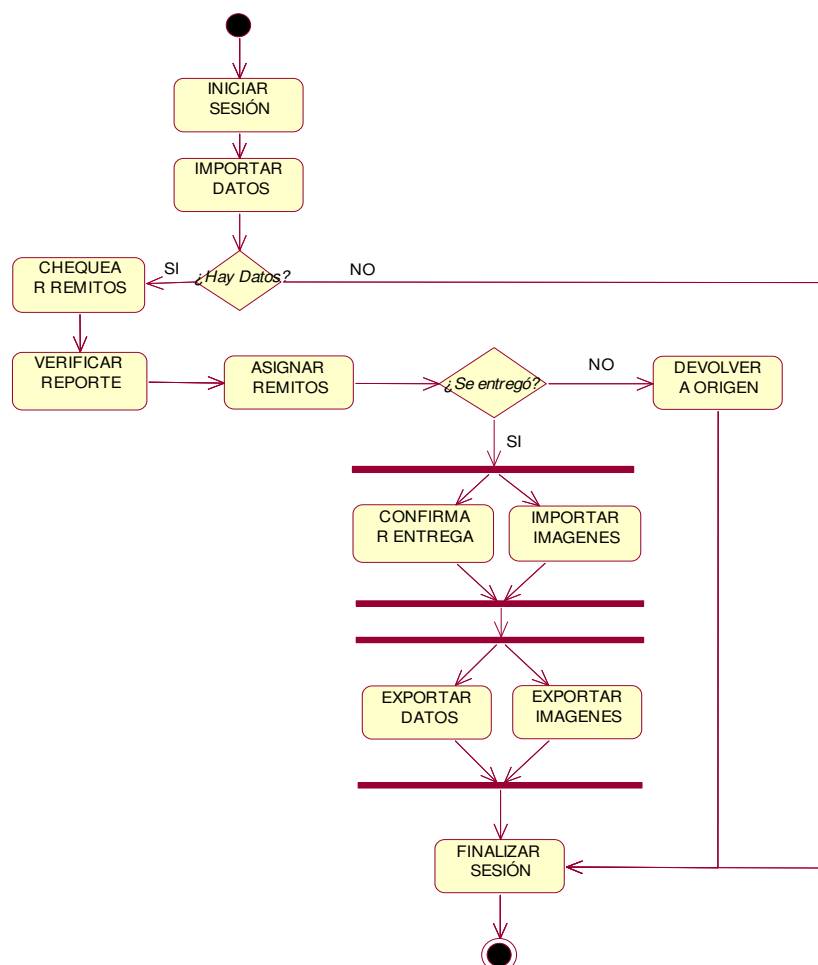 INICIAR
SESIÓN
IMPORTAR
DATOS
¿Hay Datos?
SI
NO
CHEQUEA
R REMITOS
VERIFICAR
REPORTE
ASIGNAR
REMITOS
¿Se entregó?
NO
DEVOLVER
A ORIGEN
SI
CONFIRMA
R ENTREGA
IMPORTAR
IMAGENES
EXPORTAR
DATOS
EXPORTAR
IMAGENES
FINALIZAR
SESIÓN